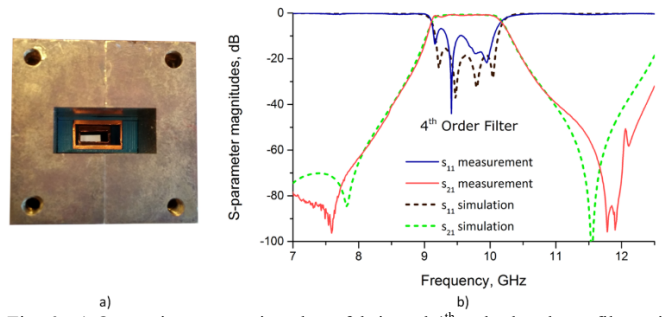 0
-20
-40
-60
-80
-100
S-parameter magnitudes, dB
4th Order Filter
s11 measurement
s21 measurement
s11 simulation
s21 simulation
7 8 9 10 11 12
Frequency, GHz
a) b)